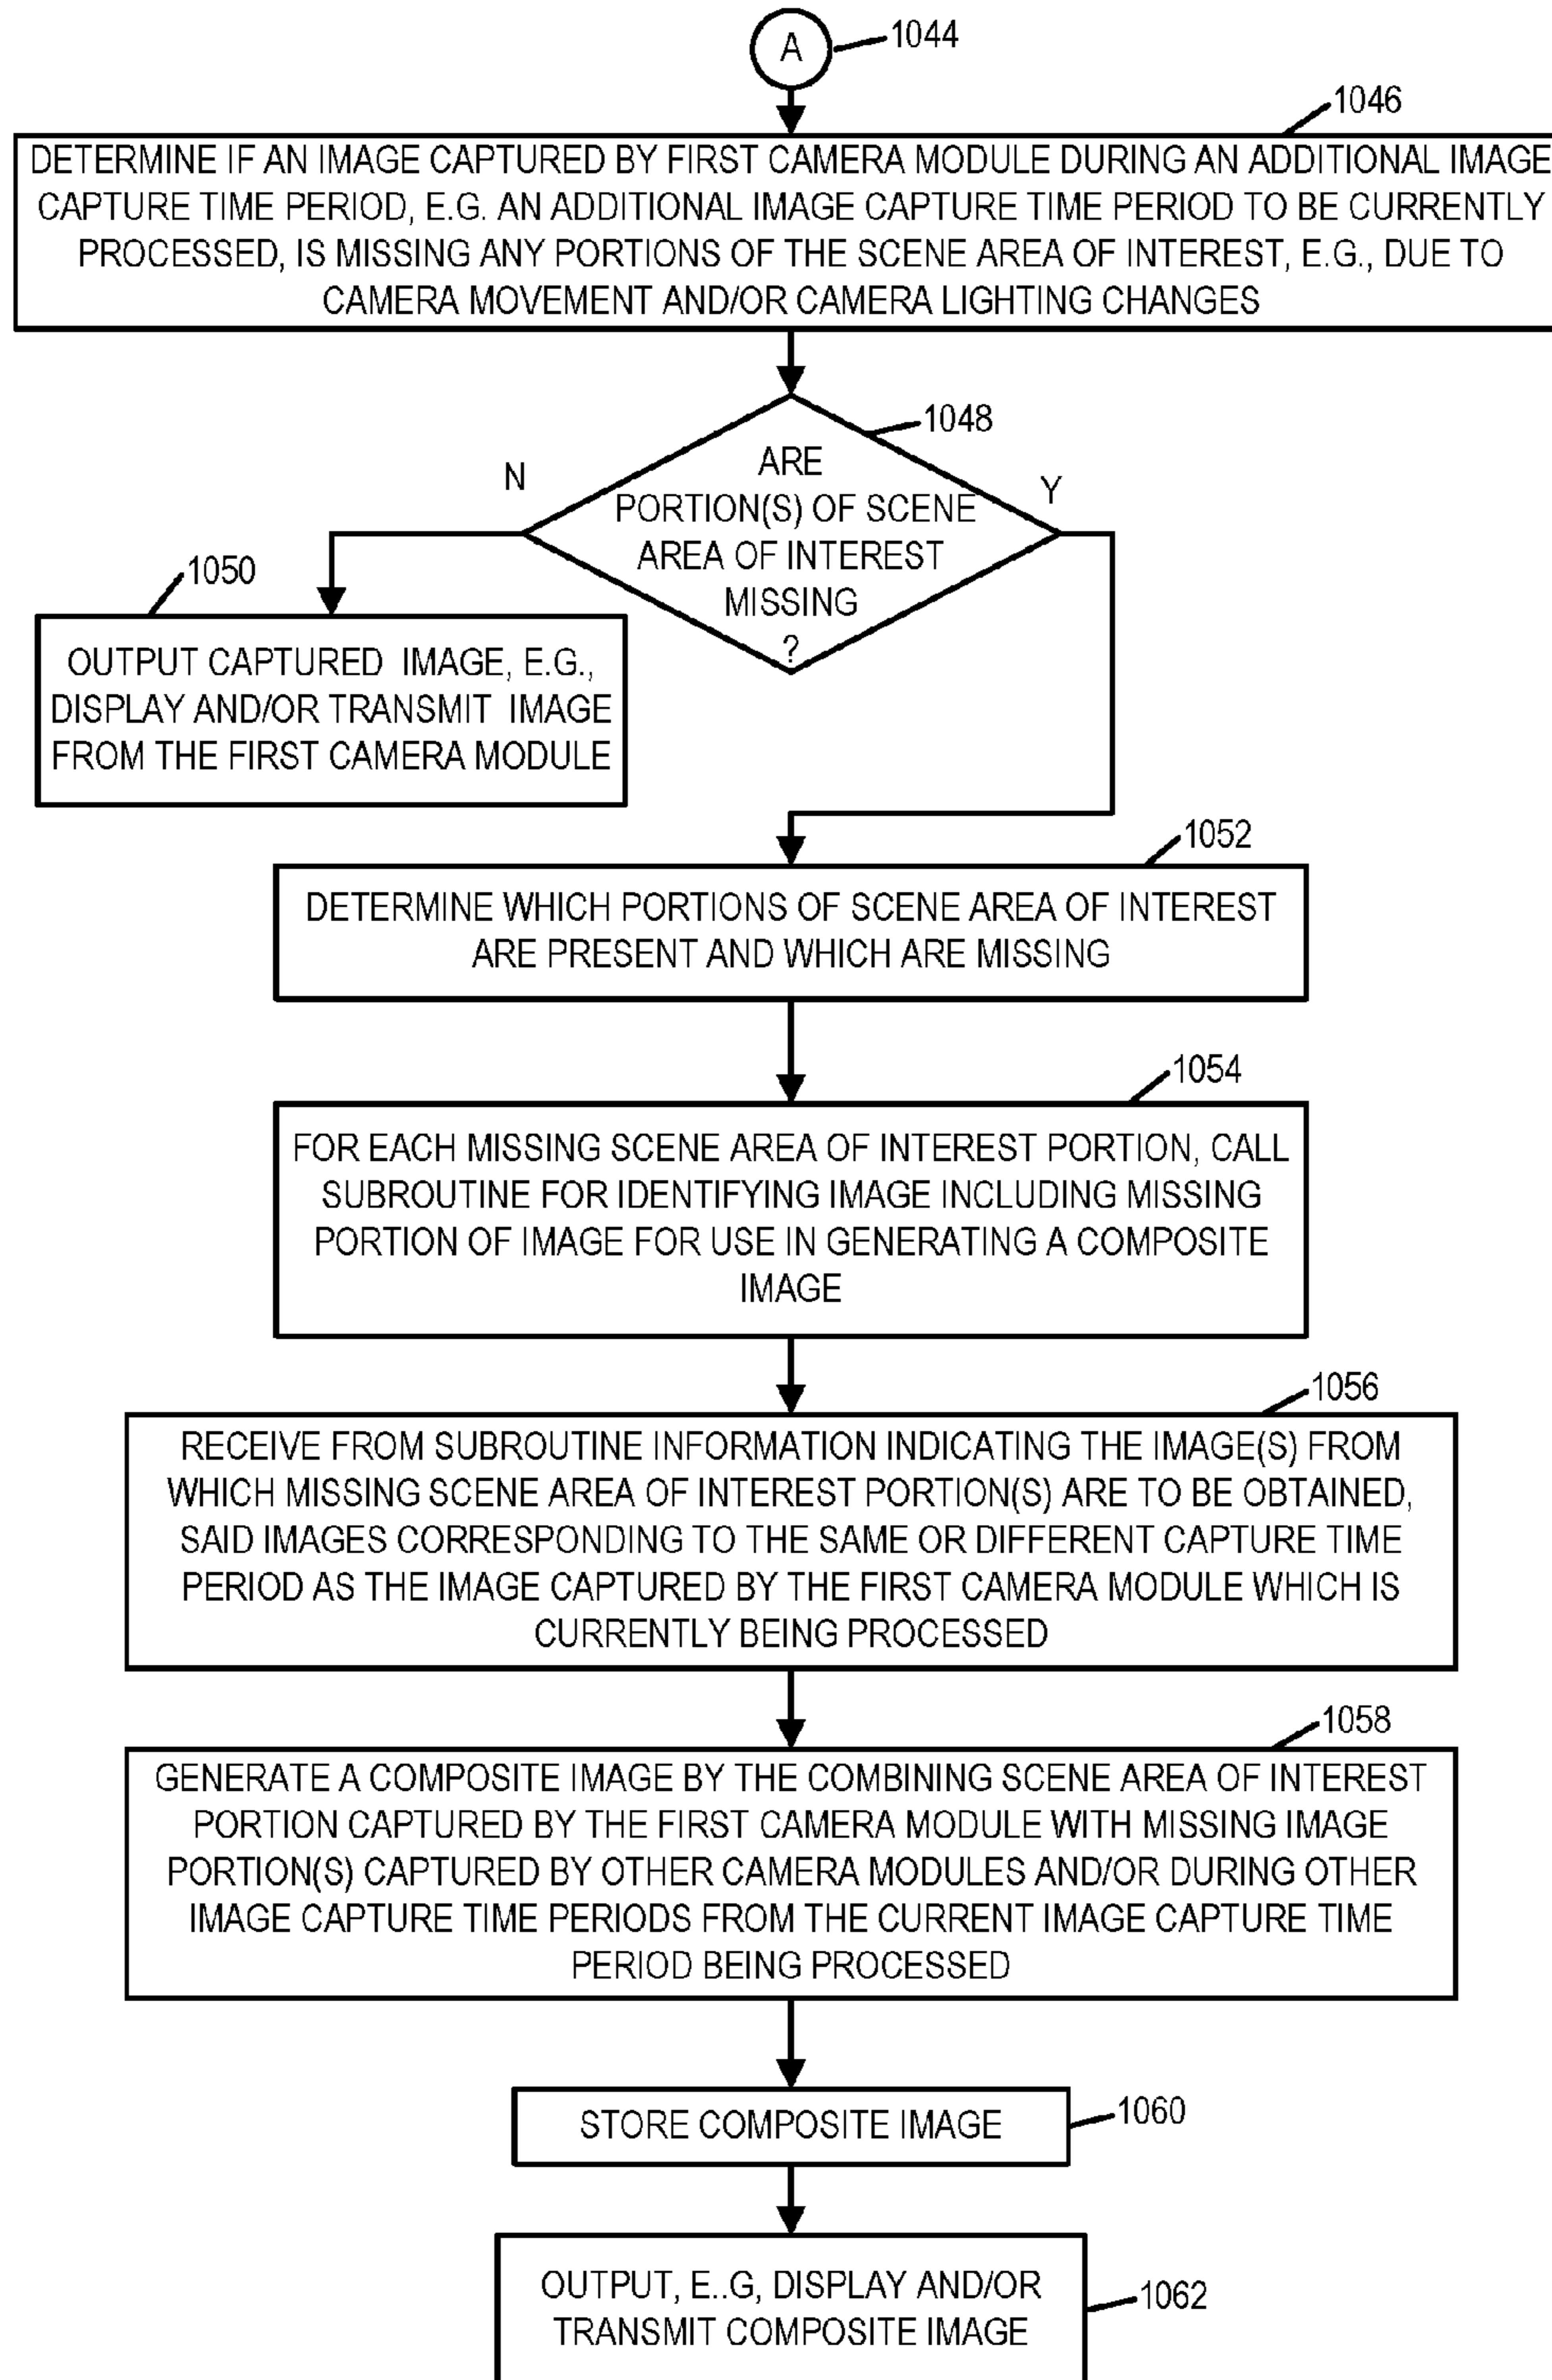 A
1044
1046
DETERMINE IF AN IMAGE CAPTURED BY FIRST CAMERA MODULE DURING AN ADDITIONAL IMAGE
CAPTURE TIME PERIOD, E.G. AN ADDITIONAL IMAGE CAPTURE TIME PERIOD TO BE CURRENTLY
PROCESSED, IS MISSING ANY PORTIONS OF THE SCENE AREA OF INTEREST, E.G., DUE TO
CAMERA MOVEMENT AND/OR CAMERA LIGHTING CHANGES
1048
N
Y
ARE
PORTION(S) OF SCENE
AREA OF INTEREST
MISSING
?
1050
OUTPUT CAPTURED IMAGE, E.G.,
DISPLAY AND/OR TRANSMIT IMAGE
FROM THE FIRST CAMERA MODULE
1052
DETERMINE WHICH PORTIONS OF SCENE AREA OF INTEREST
ARE PRESENT AND WHICH ARE MISSING
1054
FOR EACH MISSING SCENE AREA OF INTEREST PORTION, CALL
SUBROUTINE FOR IDENTIFYING IMAGE INCLUDING MISSING
PORTION OF IMAGE FOR USE IN GENERATING A COMPOSITE
IMAGE
1056
RECEIVE FROM SUBROUTINE INFORMATION INDICATING THE IMAGE(S) FROM
WHICH MISSING SCENE AREA OF INTEREST PORTION(S) ARE TO BE OBTAINED,
SAID IMAGES CORRESPONDING TO THE SAME OR DIFFERENT CAPTURE TIME
PERIOD AS THE IMAGE CAPTURED BY THE FIRST CAMERA MODULE WHICH IS
CURRENTLY BEING PROCESSED
1058
GENERATE A COMPOSITE IMAGE BY THE COMBINING SCENE AREA OF INTEREST
PORTION CAPTURED BY THE FIRST CAMERA MODULE WITH MISSING IMAGE
PORTION(S) CAPTURED BY OTHER CAMERA MODULES AND/OR DURING OTHER
IMAGE CAPTURE TIME PERIODS FROM THE CURRENT IMAGE CAPTURE TIME
PERIOD BEING PROCESSED
STORE COMPOSITE IMAGE
1060
OUTPUT, E..G, DISPLAY AND/OR
TRANSMIT COMPOSITE IMAGE
1062